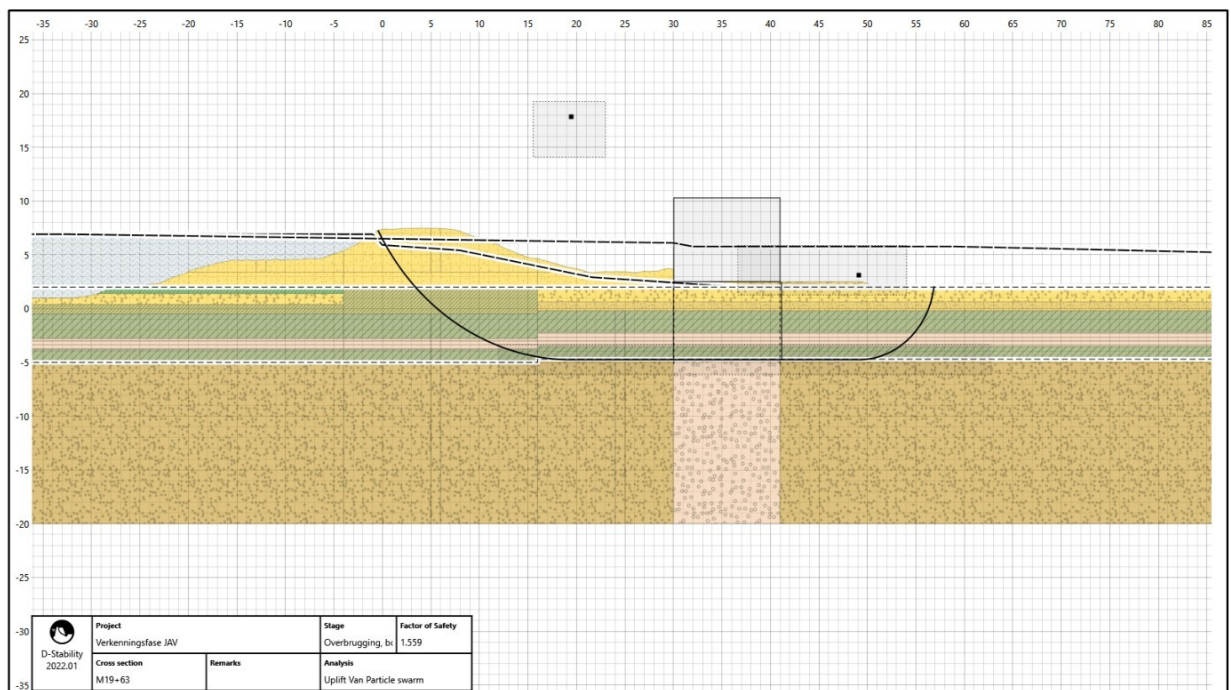 -35 -30 -25 -20 -15 -10 -5 0 5 10 15 20 25 30 35 40 45 50 55 60 65 70 75 80 85
25
20
15
10
5
0
-5
-10
-15
-20
-25
-30
-35
D-Stability
2022.01
Project
Verkenningsfase JAV
Stage
Overbrugging, bc
Factor of Safety
1.559
Cross section
M19+63
Remarks
Analysis
Uplift Van Particle swarm